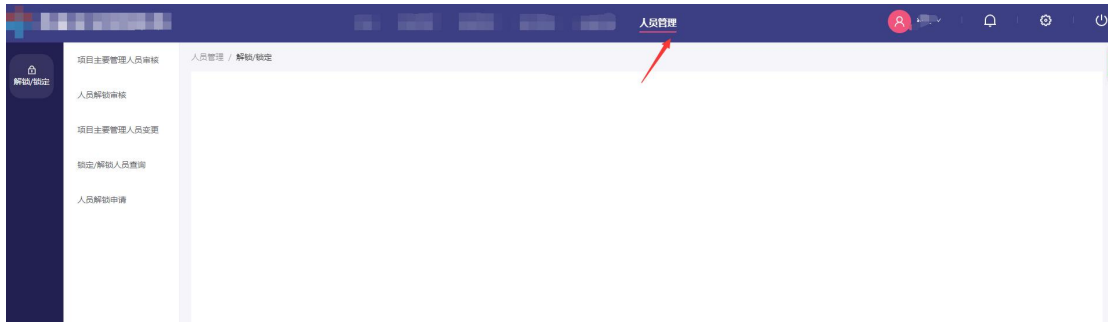 人员管理
解锁/锁定
项目主要管理人员审核
人员解锁审核
项目主要管理人员变更
锁定/解锁人员查询
人员解锁申请
人员管理 / 解锁/锁定